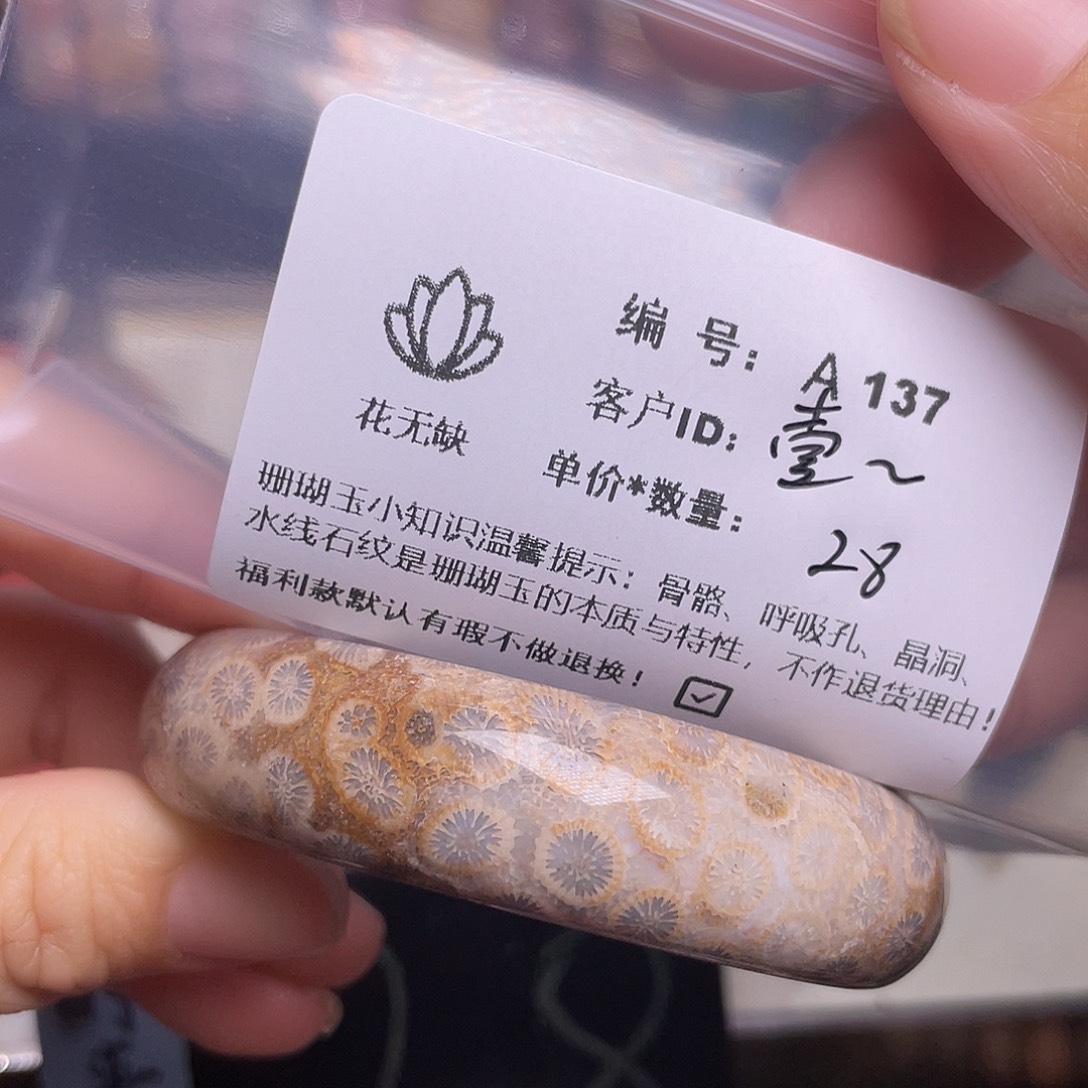 花无缺
编 号: A 137
客户ID: 壹~
单价*数量: 28
珊瑚玉小知识温馨提示: 骨骼、呼吸孔、晶洞、
水线石纹是珊瑚玉的本质与特性, 不作退货理由!
福利款默认有瑕不做退换!